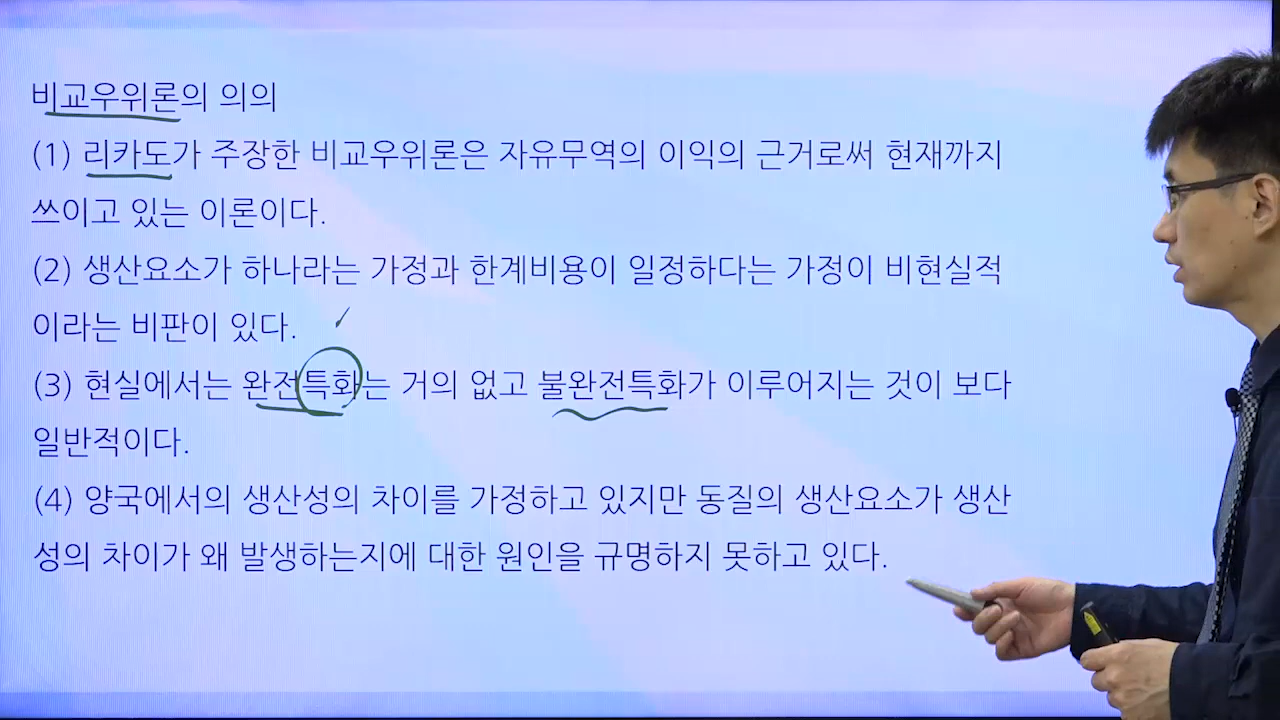 비교우위론의 의의
(1) 리카도가 주장한 비교우위론은 자유무역의 이익의 근거로써 현재까지
쓰이고 있는 이론이다.
(2) 생산요소가 하나라는 가정과 한계비용이 일정하다는 가정이 비현실적
이라는 비판이 있다.
(3) 현실에서는 완전특화는 거의 없고 불완전특화가 이루어지는 것이 보다
일반적이다.
(4) 양국에서의 생산성의 차이를 가정하고 있지만 동질의 생산요소가 생산
성의 차이가 왜 발생하는지에 대한 원인을 규명하지 못하고 있다.